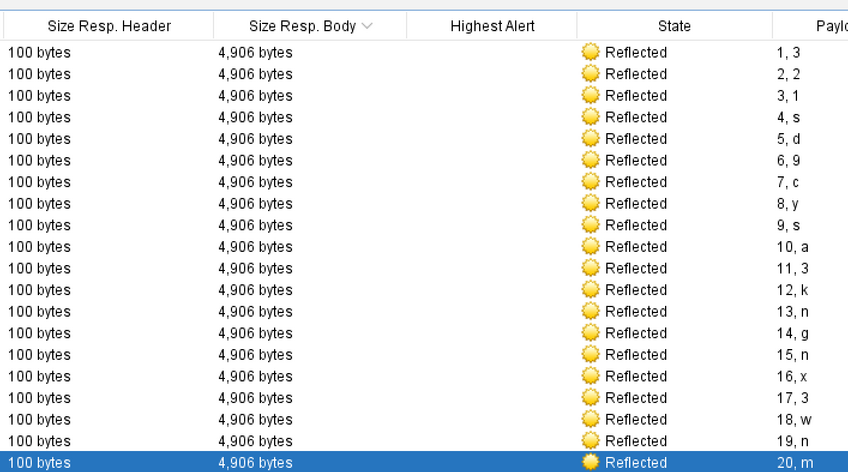 Size Resp. Header Size Resp. Body Highest Alert State Paylo
100 bytes 4,906 bytes Reflected 1, 3
100 bytes 4,906 bytes Reflected 2, 2
100 bytes 4,906 bytes Reflected 3, 1
100 bytes 4,906 bytes Reflected 4, s
100 bytes 4,906 bytes Reflected 5, d
100 bytes 4,906 bytes Reflected 6, 9
100 bytes 4,906 bytes Reflected 7, c
100 bytes 4,906 bytes Reflected 8, y
100 bytes 4,906 bytes Reflected 9, s
100 bytes 4,906 bytes Reflected 10, a
100 bytes 4,906 bytes Reflected 11, 3
100 bytes 4,906 bytes Reflected 12, k
100 bytes 4,906 bytes Reflected 13, n
100 bytes 4,906 bytes Reflected 14, g
100 bytes 4,906 bytes Reflected 15, n
100 bytes 4,906 bytes Reflected 16, x
100 bytes 4,906 bytes Reflected 17, 3
100 bytes 4,906 bytes Reflected 18, w
100 bytes 4,906 bytes Reflected 19, n
100 bytes 4,906 bytes Reflected 20, m